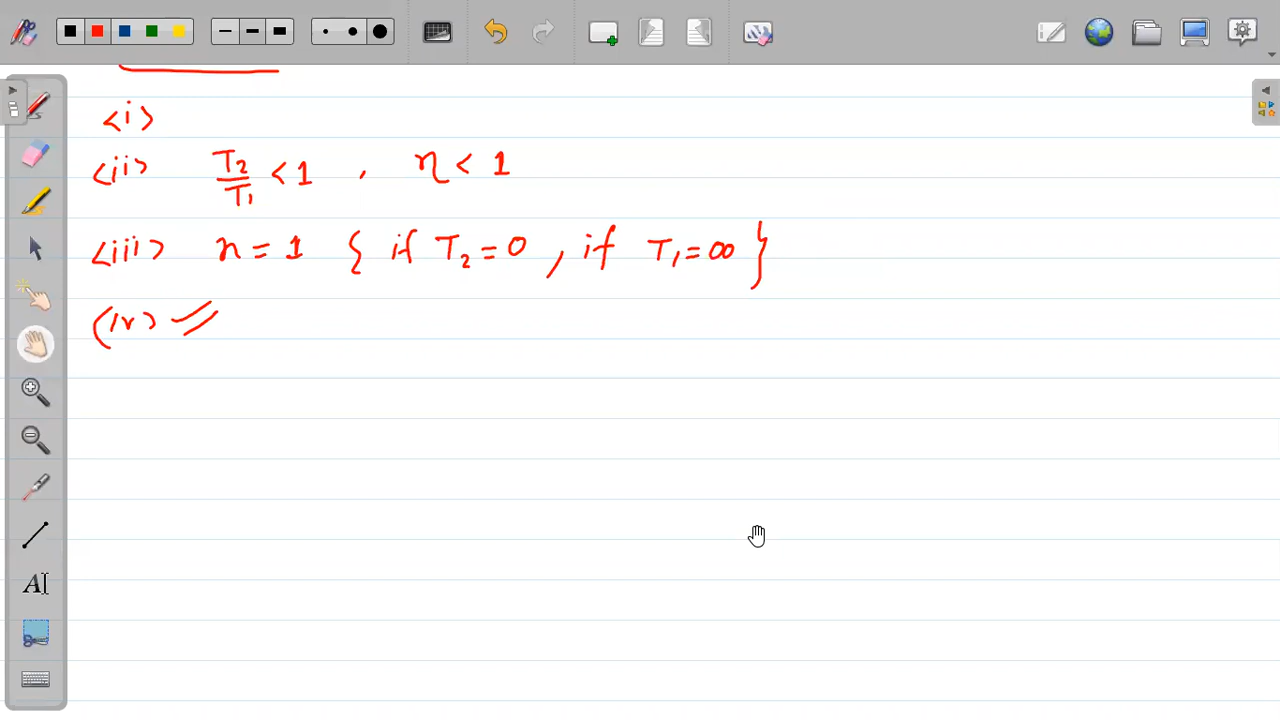 <i>
<ii> T₂/T₁ < 1 , η < 1
<iii> η = 1 { if T₂ = 0 , if T₁ = ∞ }
(iv)